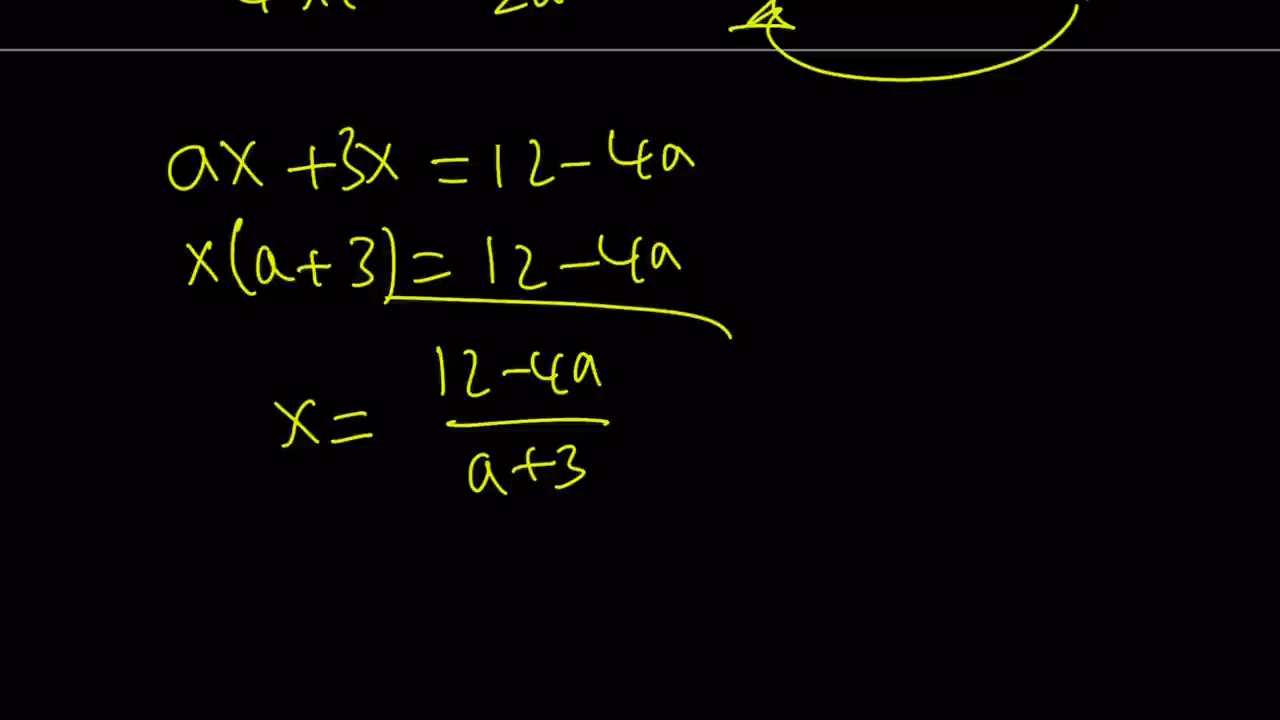 ax + 3x = 12 - 4a
x(a + 3) = 12 - 4a
12 - 4a
x =
a + 3